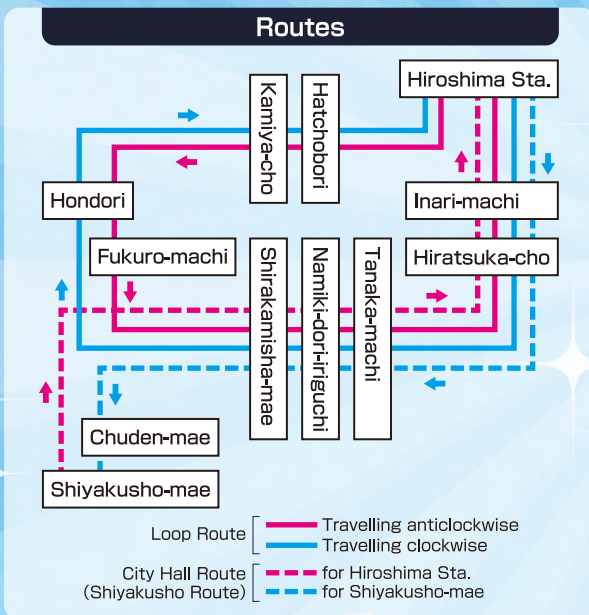 Routes
Hiroshima Sta.
Kamiya-cho
Hatchobori
Hondori
Inari-machi
Fukuro-machi
Shirakamisha-mae
Namiki-dori-iriguchi
Tanaka-machi
Hiratsuka-cho
Chuden-mae
Shiyakusho-mae
Loop Route
Travelling anticlockwise
Travelling clockwise
City Hall Route
(Shiyakusho Route)
for Hiroshima Sta.
for Shiyakusho-mae